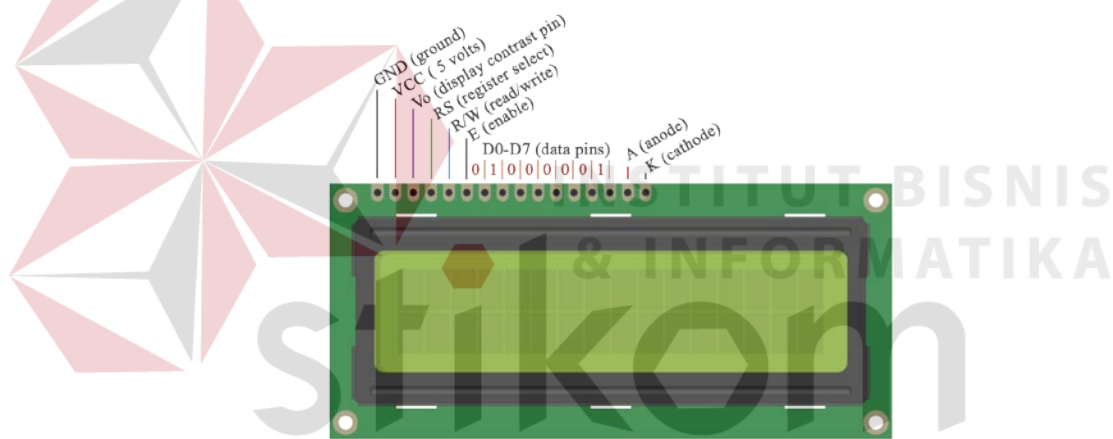 GND (ground)
VCC ( 5 volts)
Vo (display contrast pin)
RS (register select)
R/W (read/write)
E (enable)
D0-D7 (data pins)
0 1 0 0 0 0 0 1
A (anode)
K (cathode)
INSTITUT BISNIS
& INFORMATIKA
stikom